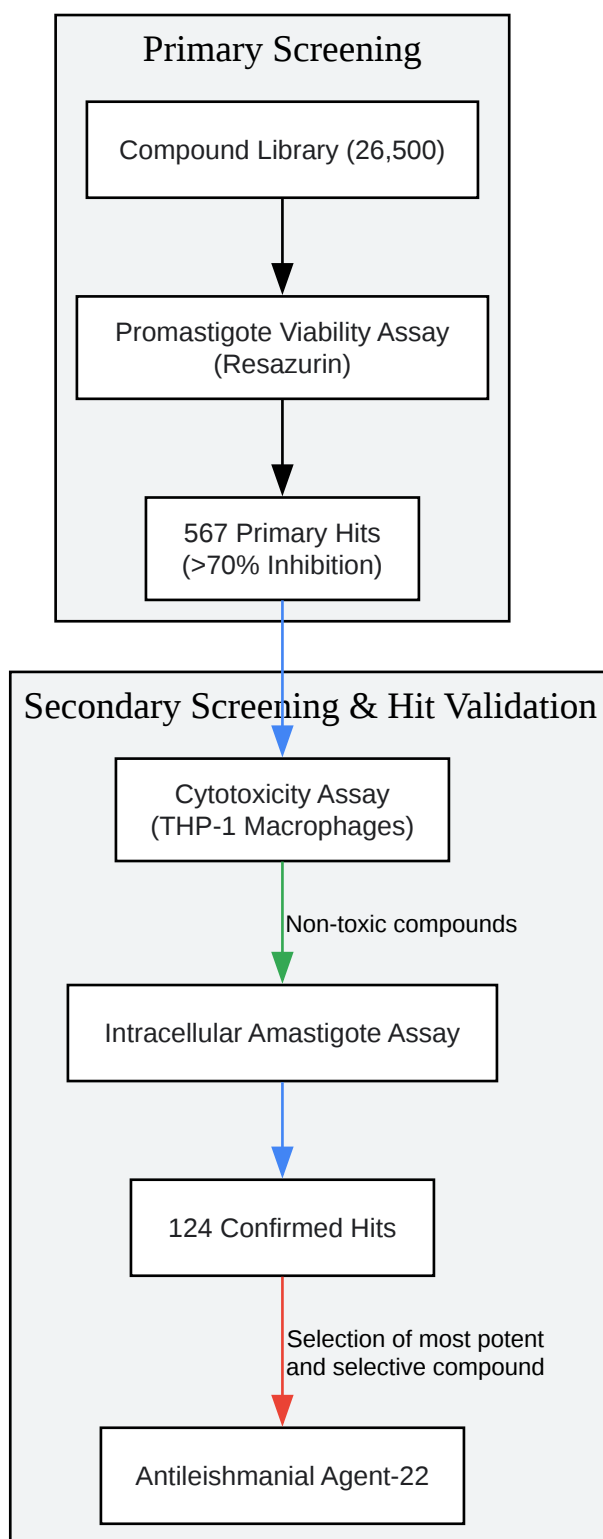 Primary Screening
Compound Library (26,500)
Promastigote Viability Assay
(Resazurin)
567 Primary Hits
(>70% Inhibition)
Secondary Screening & Hit Validation
Cytotoxicity Assay
(THP-1 Macrophages)
Non-toxic compounds
Intracellular Amastigote Assay
124 Confirmed Hits
Selection of most potent
and selective compound
Antileishmanial Agent-22